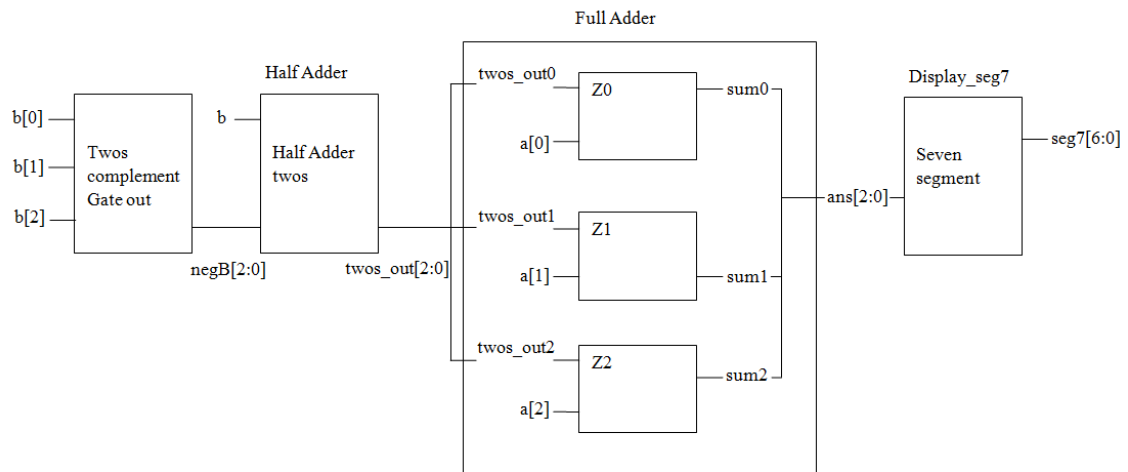 Full Adder
Half Adder
Display_seg7
twos_out0
Z0
sum0
b[0]
b
a[0]
seg7[6:0]
b[1]
Twos
complement
Gate out
Half Adder
twos
Seven
segment
b[2]
ans[2:0]
twos_out1
Z1
negB[2:0]
twos_out[2:0]
a[1]
sum1
twos_out2
Z2
sum2
a[2]